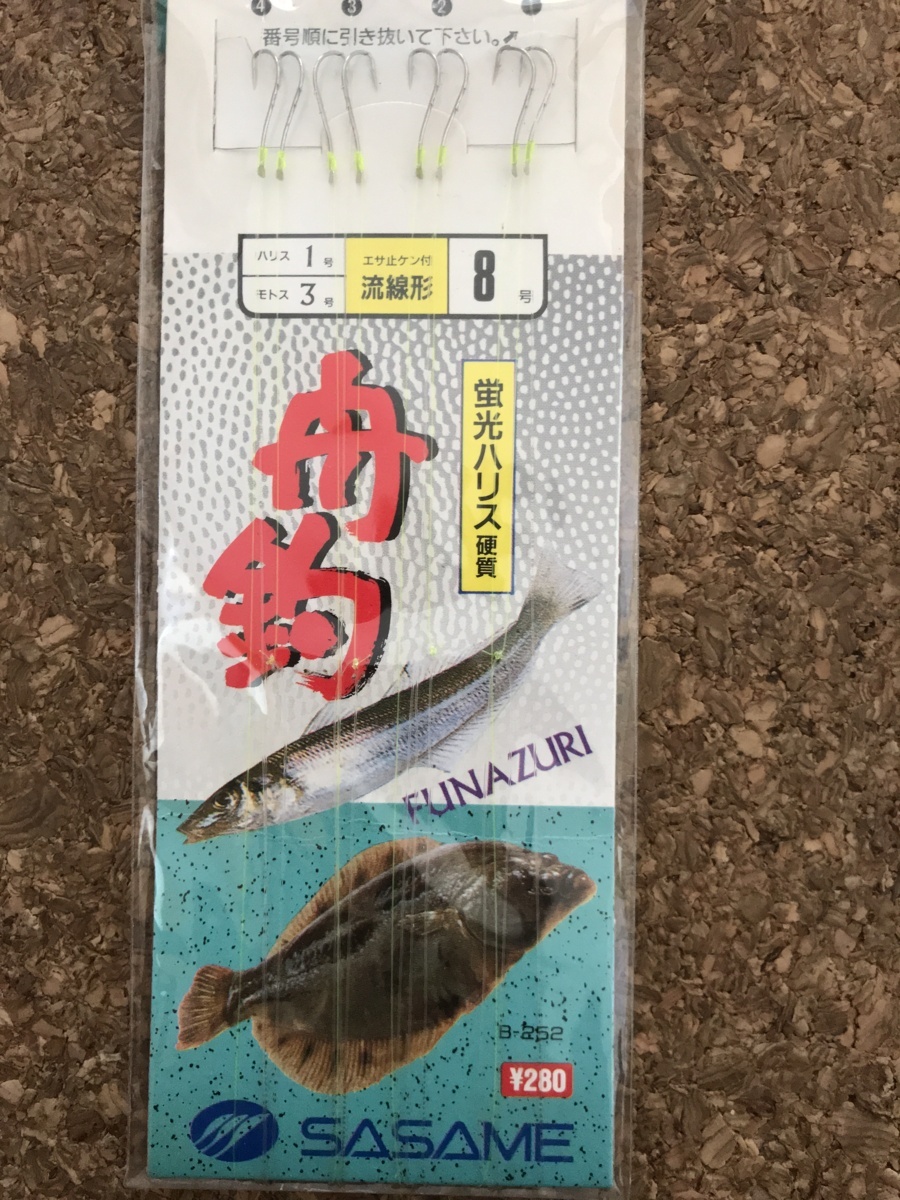 4 3 2 1
番号順に引き抜いて下さい。
ハリス 1 号
モトス 3 号
エサ止ケン付
流線形
8 号
舟釣
蛍光ハリス硬質
FUNAZURI
B-252
¥280
SASAME